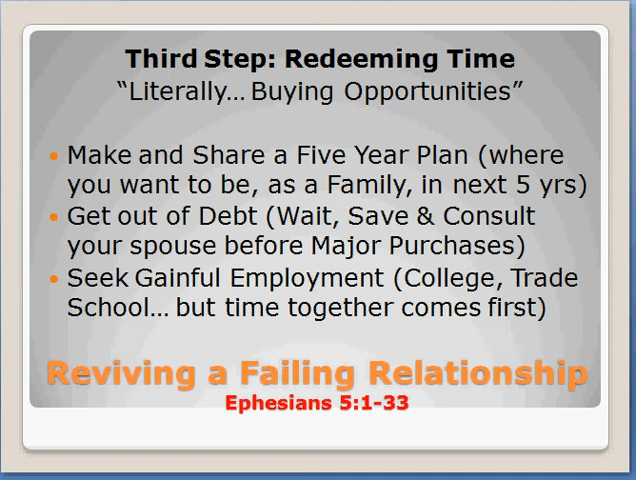 Third Step: Redeeming Time
“Literally… Buying Opportunities”
• Make and Share a Five Year Plan (where
you want to be, as a Family, in next 5 yrs)
• Get out of Debt (Wait, Save & Consult
your spouse before Major Purchases)
• Seek Gainful Employment (College, Trade
School… but time together comes first)
Reviving a Failing Relationship
Ephesians 5:1-33